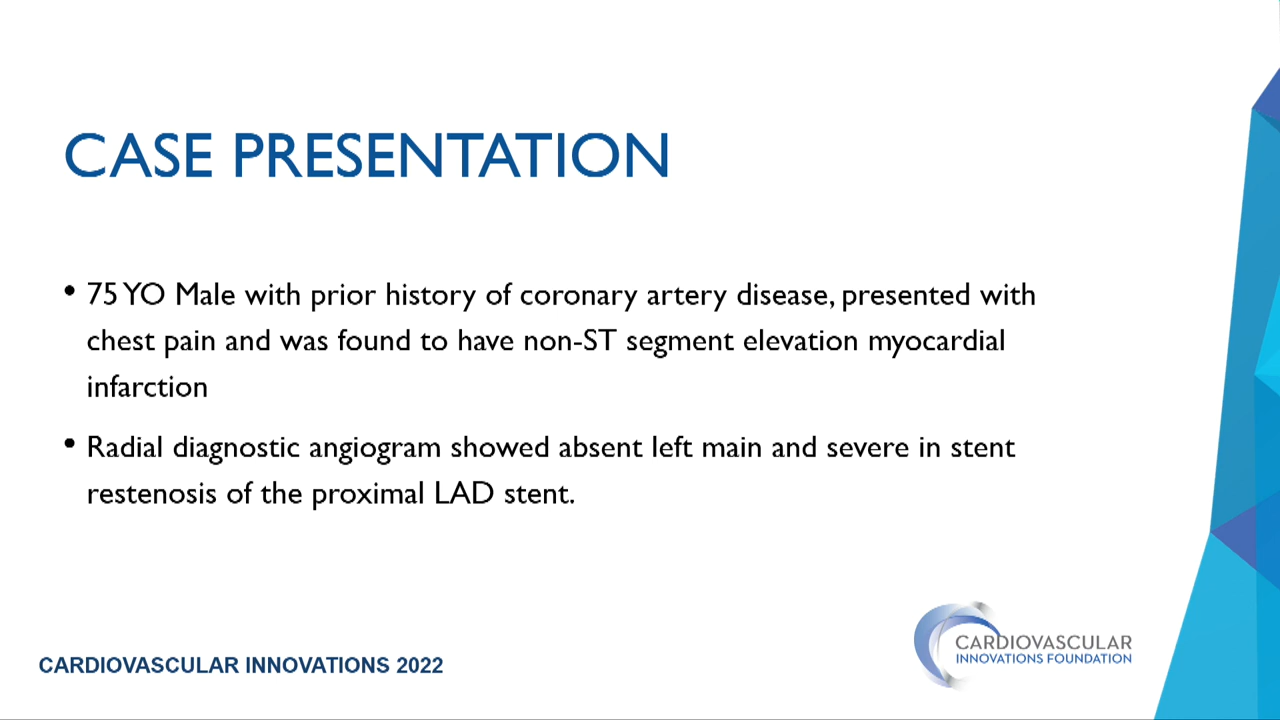 CASE PRESENTATION
• 75 YO Male with prior history of coronary artery disease, presented with
chest pain and was found to have non-ST segment elevation myocardial
infarction
• Radial diagnostic angiogram showed absent left main and severe in stent
restenosis of the proximal LAD stent.
CARDIOVASCULAR
INNOVATIONS FOUNDATION
CARDIOVASCULAR INNOVATIONS 2022